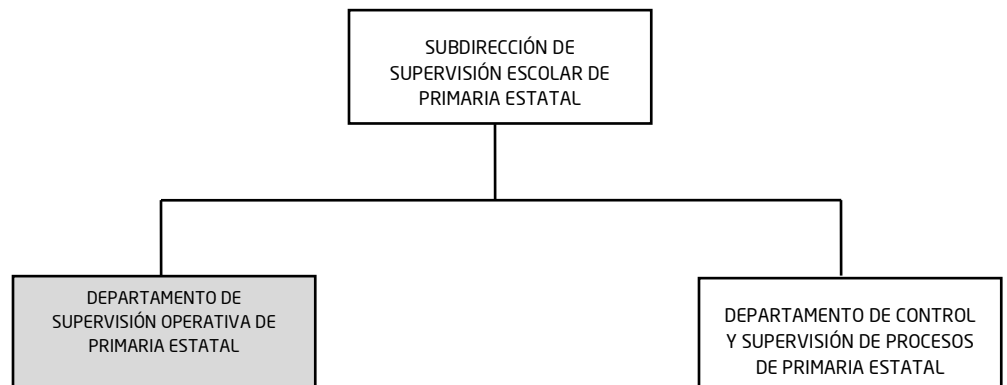 SUBDIRECCIÓN DE
SUPERVISIÓN ESCOLAR DE
PRIMARIA ESTATAL
DEPARTAMENTO DE
SUPERVISIÓN OPERATIVA DE
PRIMARIA ESTATAL
DEPARTAMENTO DE CONTROL
Y SUPERVISIÓN DE PROCESOS
DE PRIMARIA ESTATAL